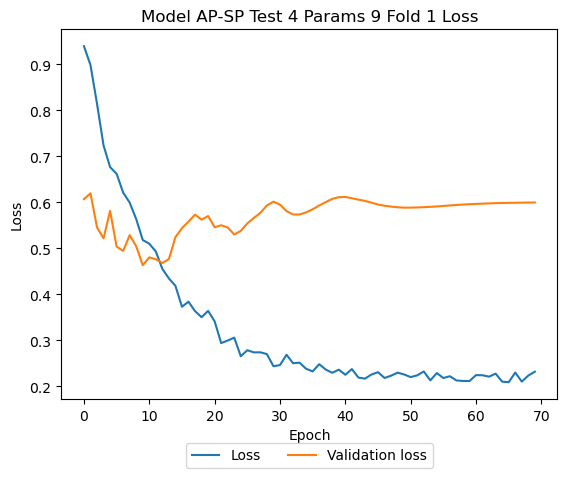 Model AP-SP Test 4 Params 9 Fold 1 Loss
0.9
0.8
0.7
0.6
0.5
0.4
0.3
0.2
Loss
0 10 20 30 40 50 60 70
Epoch
Loss Validation loss